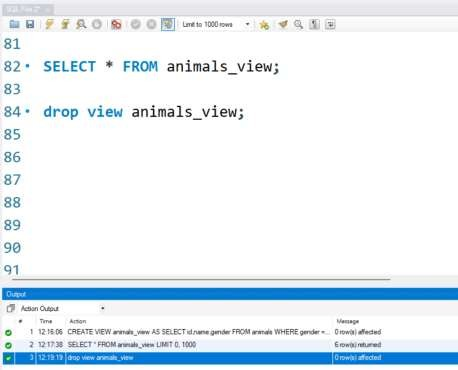 SQL File 2*
Limit to 1000 rows
81
82 SELECT * FROM animals_view;
83
84 drop view animals_view;
85
86
87
88
89
90
91
Output
Action Output
# Time Action Message
1 12:16:06 CREATE VIEW animals_view AS SELECT id,name,gender FROM animals WHERE gender =... 0 row(s) affected
2 12:17:38 SELECT * FROM animals_view LIMIT 0, 1000 6 row(s) returned
3 12:19:19 drop view animals_view 0 row(s) affected